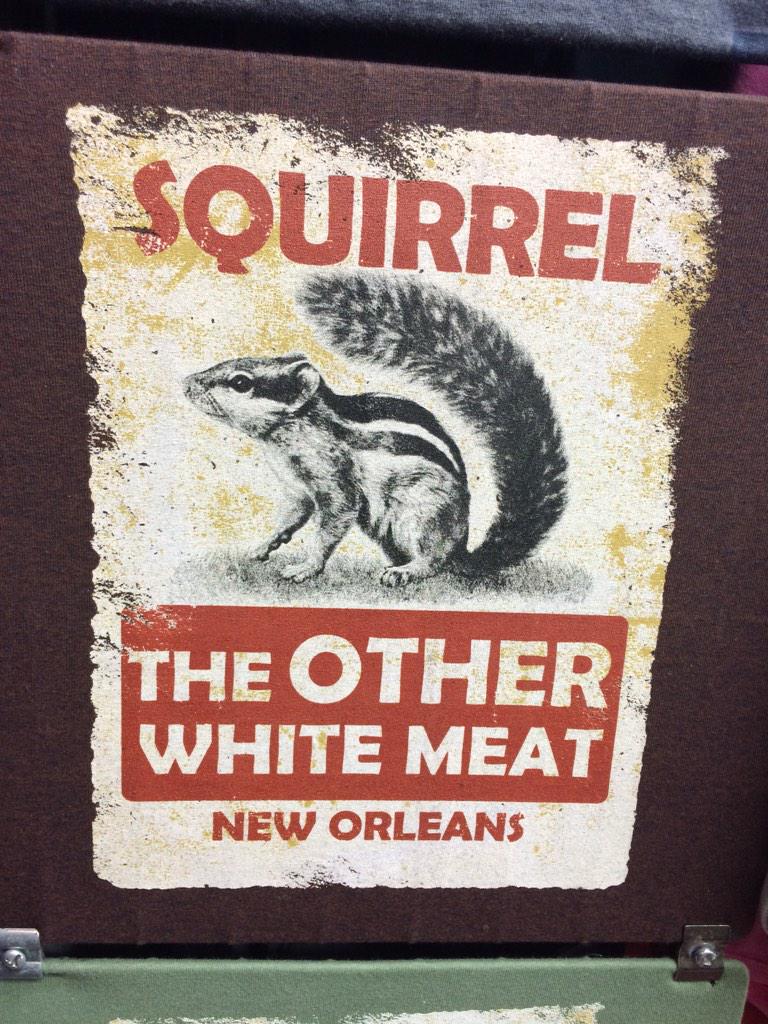 SQUIRREL
THE OTHER
WHITE MEAT
NEW ORLEANS